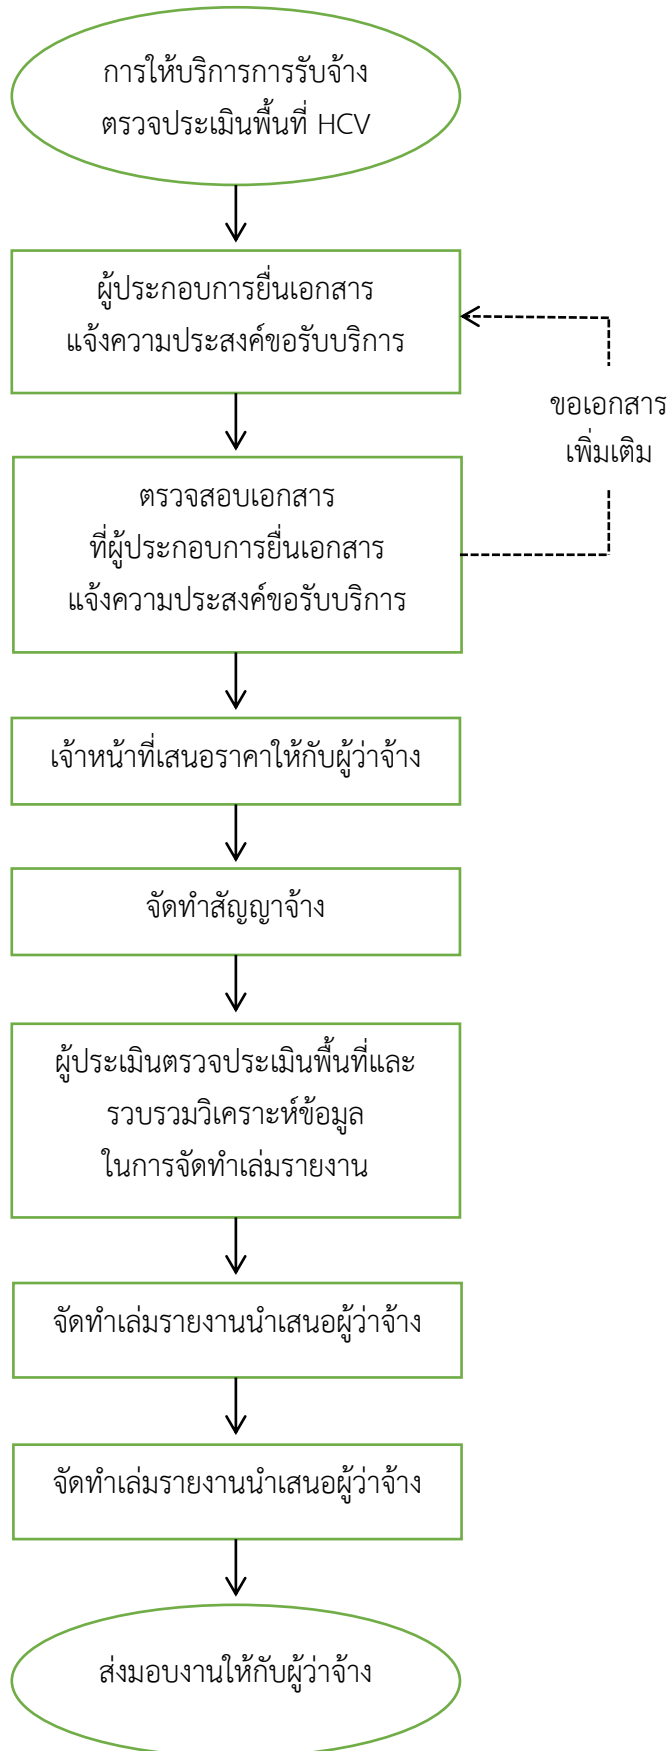 การให้บริการการรับจ้าง
ตรวจประเมินพื้นที่ HCV
ผู้ประกอบการยื่นเอกสาร
แจ้งความประสงค์ขอรับบริการ
ขอเอกสาร
เพิ่มเติม
ตรวจสอบเอกสาร
ที่ผู้ประกอบการยื่นเอกสาร
แจ้งความประสงค์ขอรับบริการ
เจ้าหน้าที่เสนอราคาให้กับผู้ว่าจ้าง
จัดทำสัญญาจ้าง
ผู้ประเมินตรวจประเมินพื้นที่และ
รวบรวมวิเคราะห์ข้อมูล
ในการจัดทำเล่มรายงาน
จัดทำเล่มรายงานนำเสนอผู้ว่าจ้าง
จัดทำเล่มรายงานนำเสนอผู้ว่าจ้าง
ส่งมอบงานให้กับผู้ว่าจ้าง